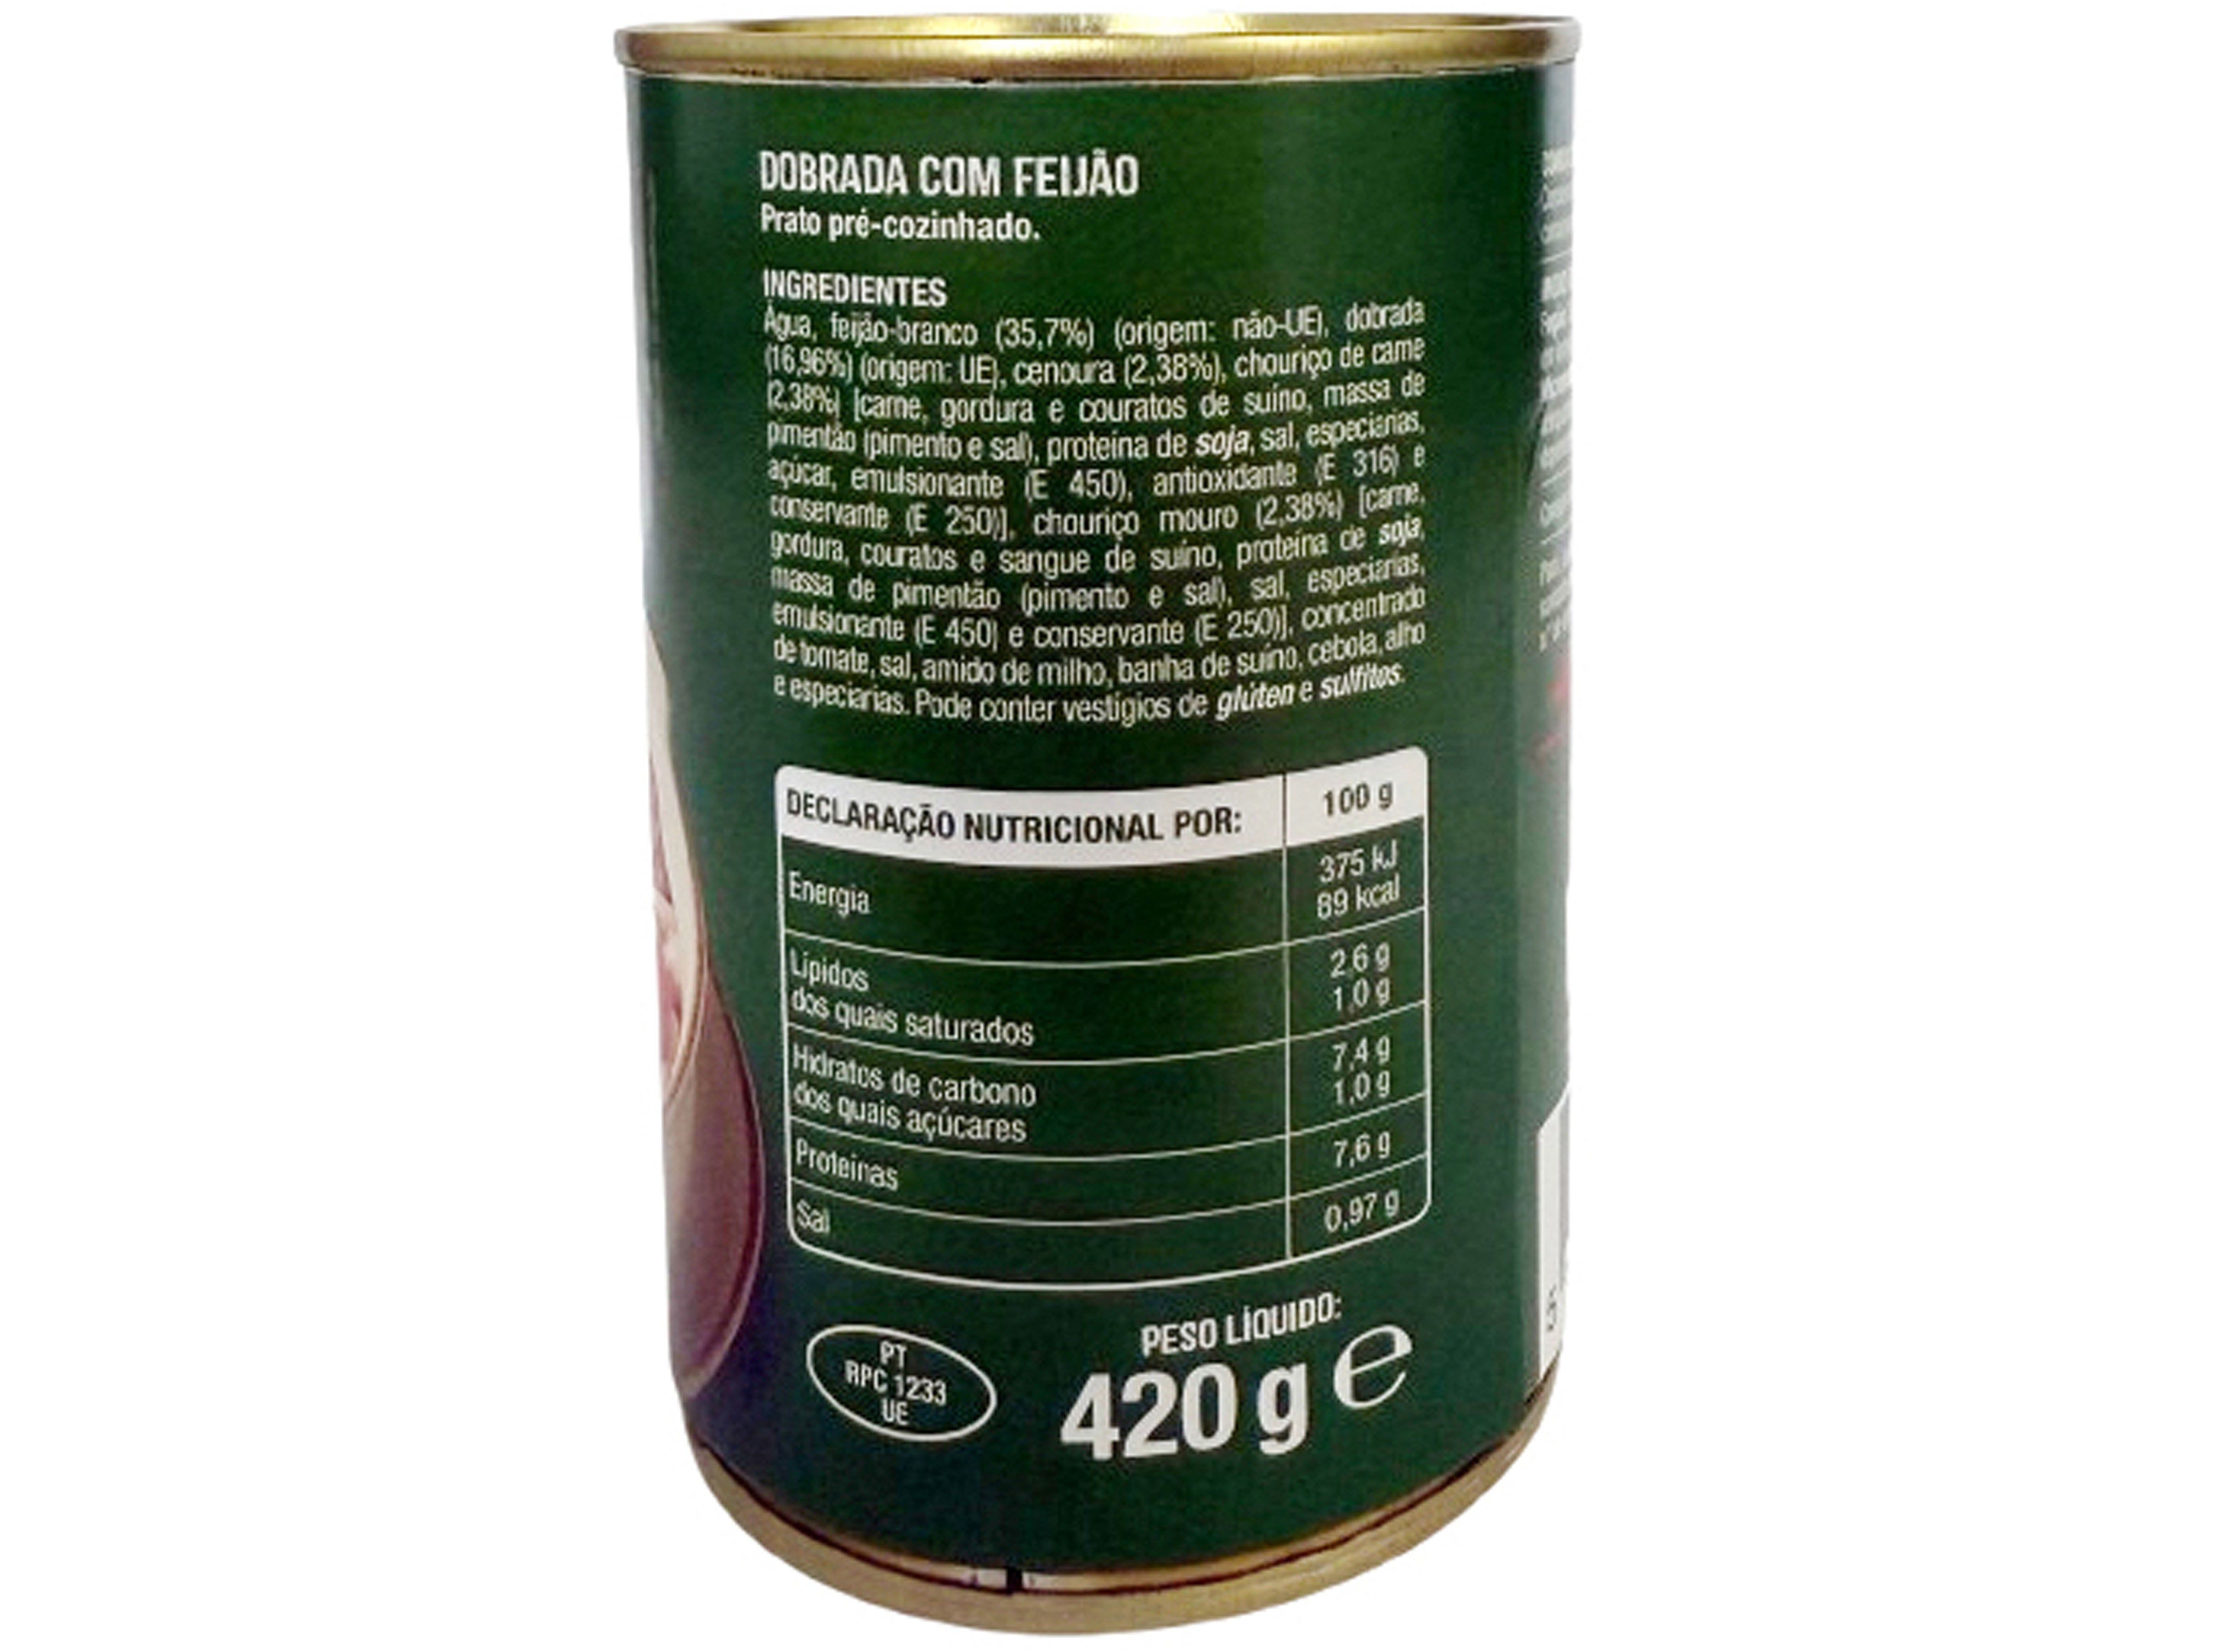 DOBRADA COM FEIJÃO
Prato pré-cozinhado.
INGREDIENTES
Água, feijão-branco (35,7%) (origem: não-UE), dobrada
(16,96%) (origem: UE), cenoura (2,38%), chouriço de carne
(2,38%) [carne, gordura e couratos de suíno, massa de
pimentão (pimento e sal), proteína de soja, sal, especiarias,
açúcar, emulsionante (E 450), antioxidante (E 316) e
conservante (E 250)], chouriço mouro (2,38%) [carne,
gordura, couratos e sangue de suíno, proteína de soja,
massa de pimentão (pimento e sal), sal, especiarias,
emulsionante (E 450) e conservante (E 250)], concentrado
de tomate, sal, amido de milho, banha de suíno, cebola, alho
e especiarias. Pode conter vestígios de glúten e sulfitos.
DECLARAÇÃO NUTRICIONAL POR: 100 g
Energia 375 kJ
89 kcal
Lípidos 2,6 g
dos quais saturados 1,0 g
Hidratos de carbono 7,4 g
dos quais açúcares 1,0 g
Proteínas 7,6 g
Sal 0,97 g
PT
RPC 1233
UE
PESO LÍQUIDO:
420 g e
5